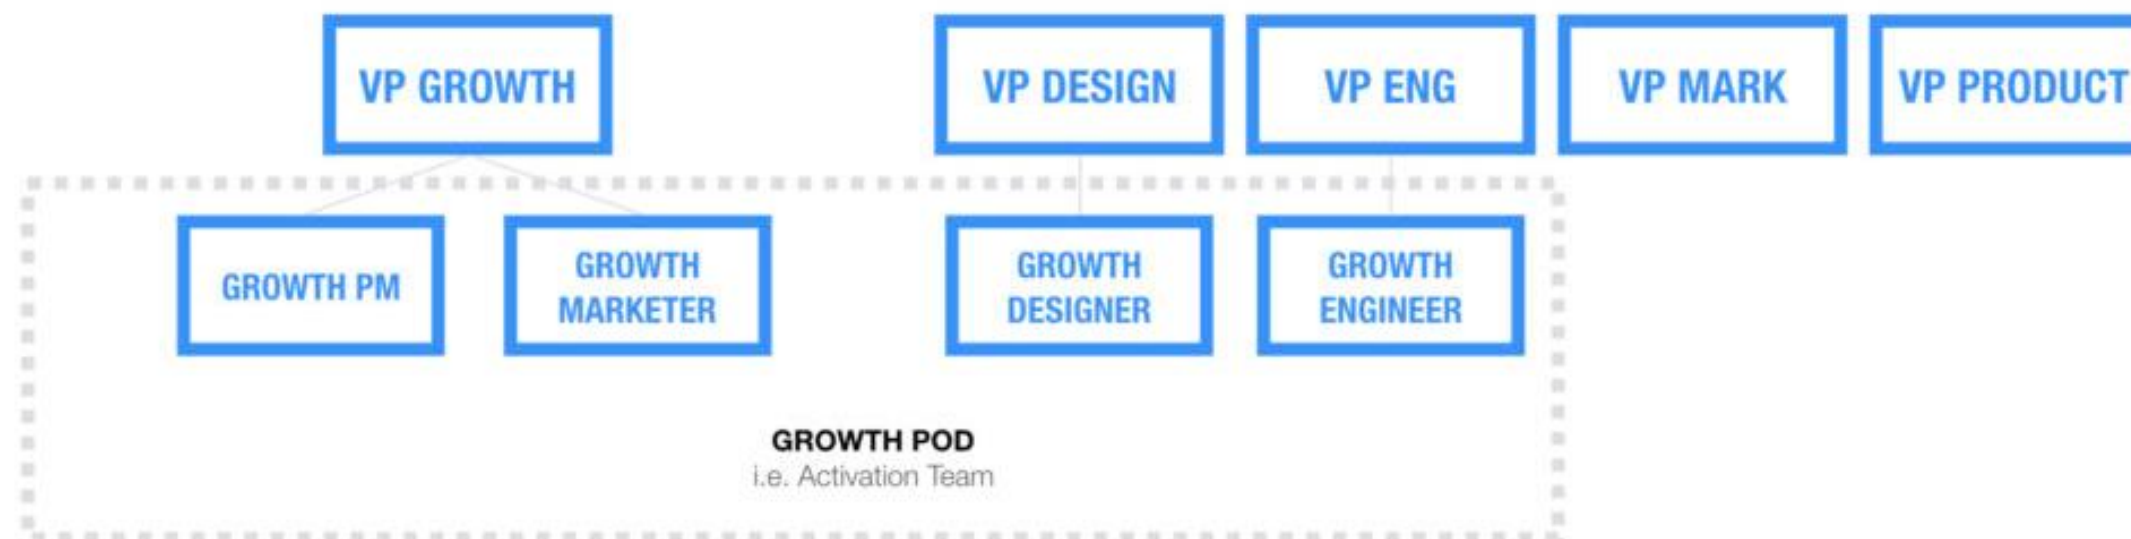 VP GROWTH
VP DESIGN
VP ENG
VP MARK
VP PRODUCT
GROWTH PM
GROWTH
MARKETER
GROWTH
DESIGNER
GROWTH
ENGINEER
GROWTH POD
i.e. Activation Team